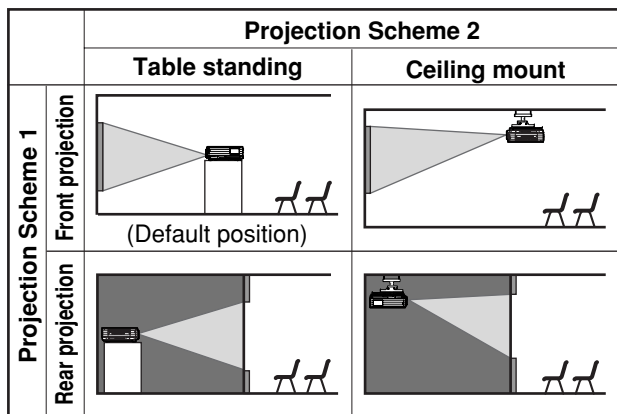 Projection Scheme 2
Table standing
Ceiling mount
Projection Scheme 1
Front projection
(Default position)
Rear projection